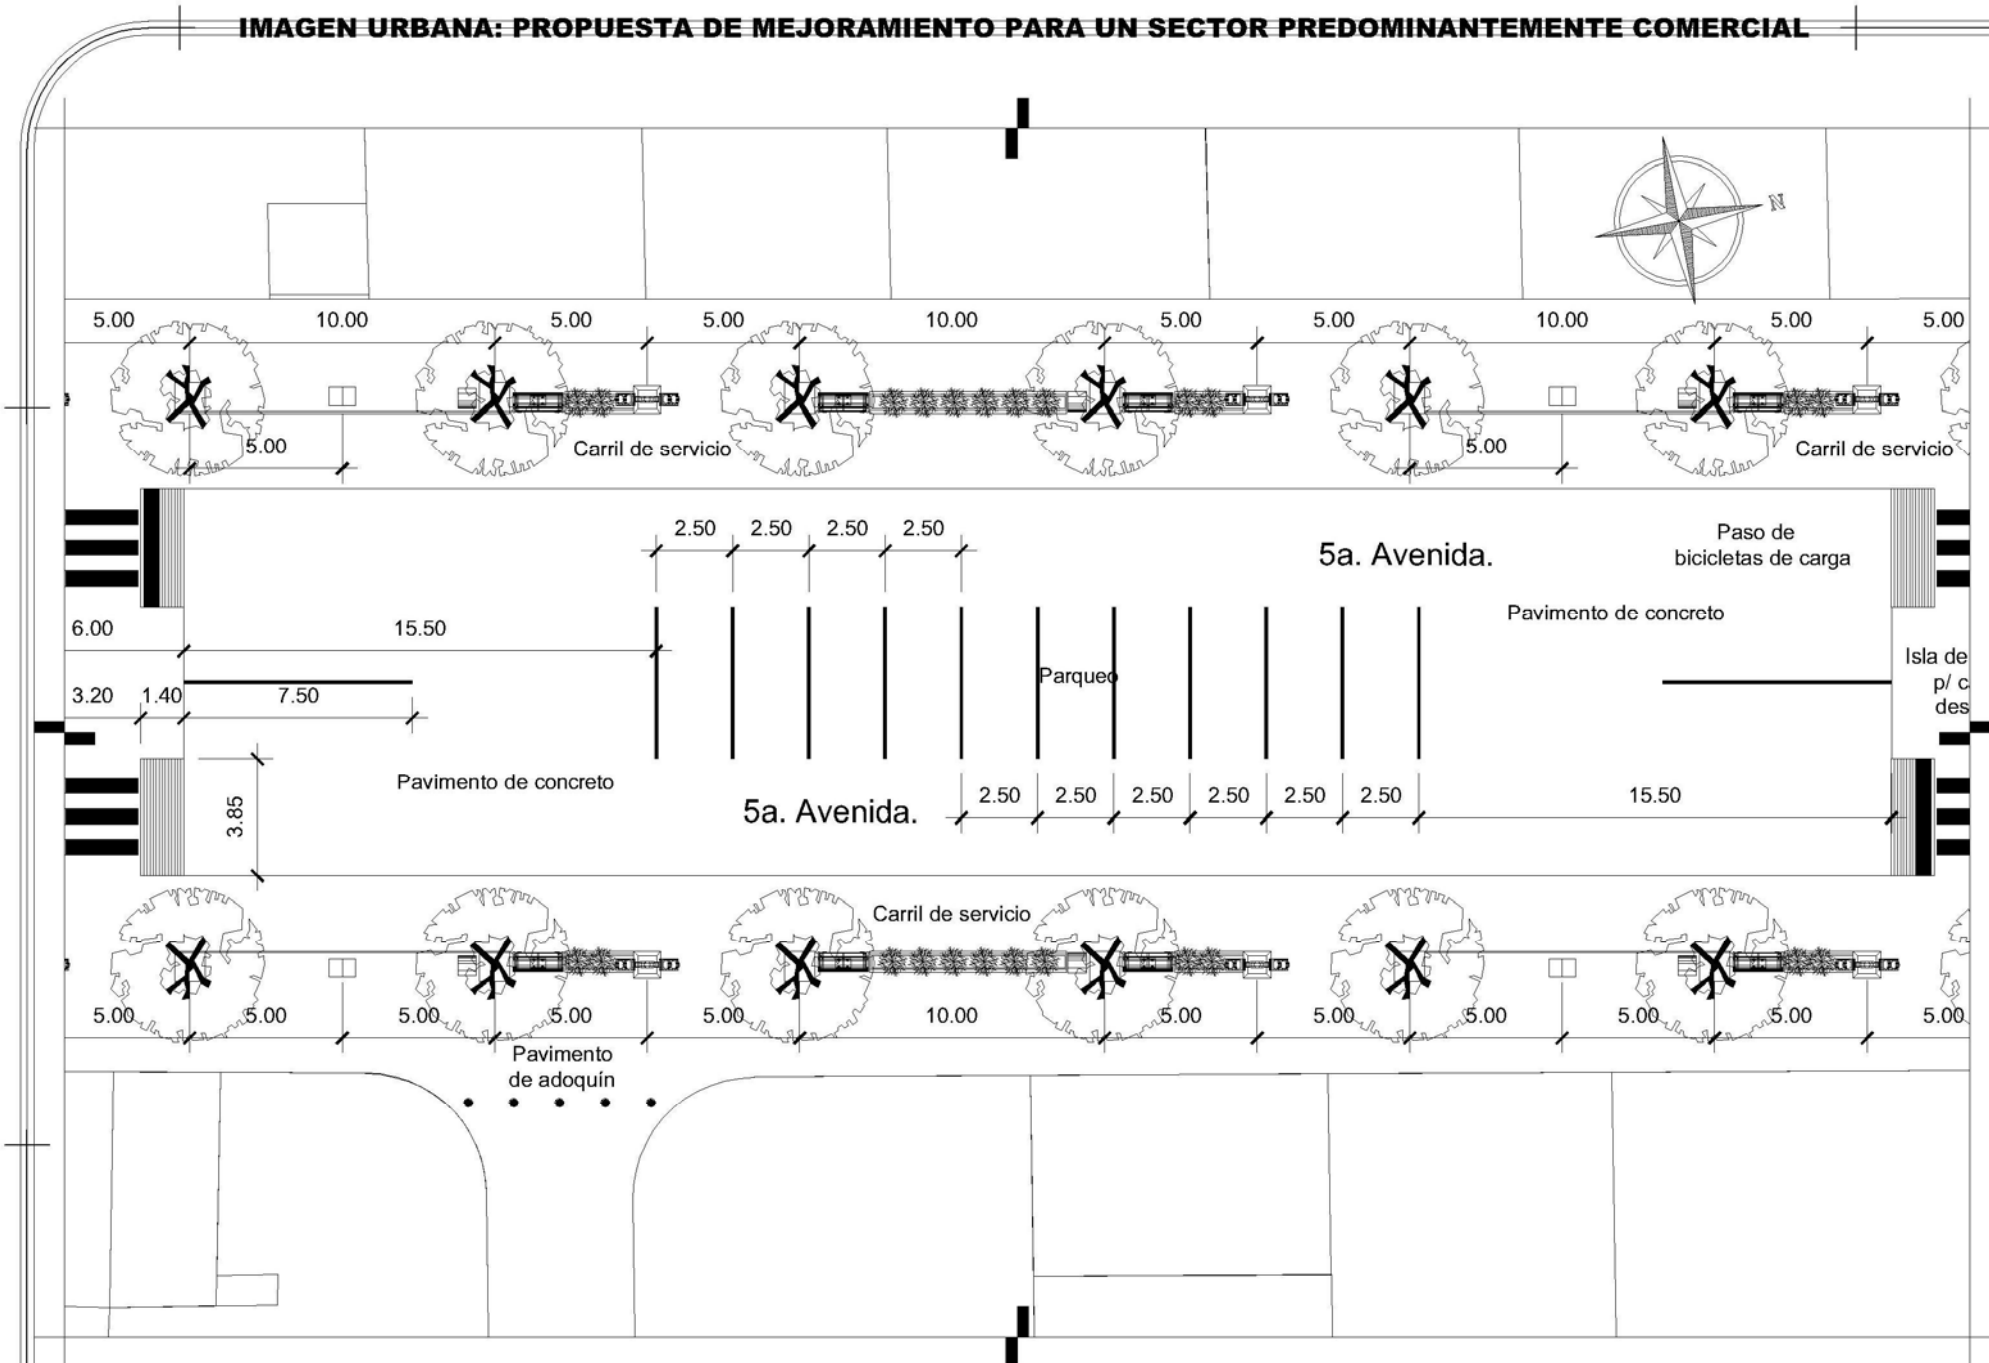 IMAGEN URBANA: PROPUESTA DE MEJORAMIENTO PARA UN SECTOR PREDOMINANTEMENTE COMERCIAL
N
5.00 10.00 5.00 5.00 10.00 5.00 5.00 10.00 5.00 5.00
5.00 Carril de servicio 5.00 Carril de servicio
2.50 2.50 2.50 2.50
5a. Avenida.
Paso de
bicicletas de carga
Pavimento de concreto
6.00 15.50
Isla de
p/ c
des
Parqueo
3.20 1.40 7.50
Pavimento de concreto
3.85
5a. Avenida.
2.50 2.50 2.50 2.50 2.50 2.50 15.50
Carril de servicio
5.00 5.00 5.00 5.00 5.00 10.00 5.00 5.00 5.00 5.00 5.00 5.00
Pavimento
de adoquín